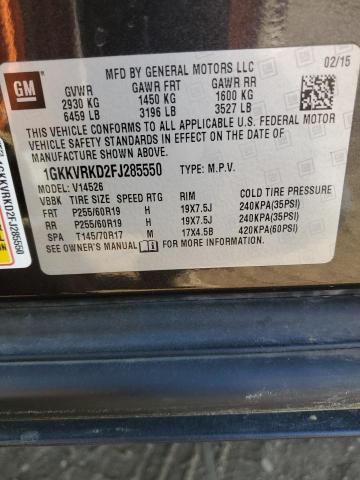 GM
MFD BY GENERAL MOTORS LLC
02/15
GVWR GAWR FRT GAWR RR
2930 KG 1450 KG 1600 KG
6459 LB 3196 LB 3527 LB
THIS VEHICLE CONFORMS TO ALL APPLICABLE U.S. FEDERAL MOTOR
VEHICLE SAFETY STANDARDS IN EFFECT ON THE DATE OF
MANUFACTURE SHOWN ABOVE.
1GKKVRKD2FJ285550 TYPE: M.P.V.
MODEL: V14526
VBBK TIRE SIZE SPEED RTG RIM COLD TIRE PRESSURE
FRT P255/60R19 H 19X7.5J 240KPA(35PSI)
RR P255/60R19 H 19X7.5J 240KPA(35PSI)
SPA T145/70R17 M 17X4.5B 420KPA(60PSI)
SEE OWNER'S MANUAL FOR MORE INFORMATION
KKVRKD2FJ285550